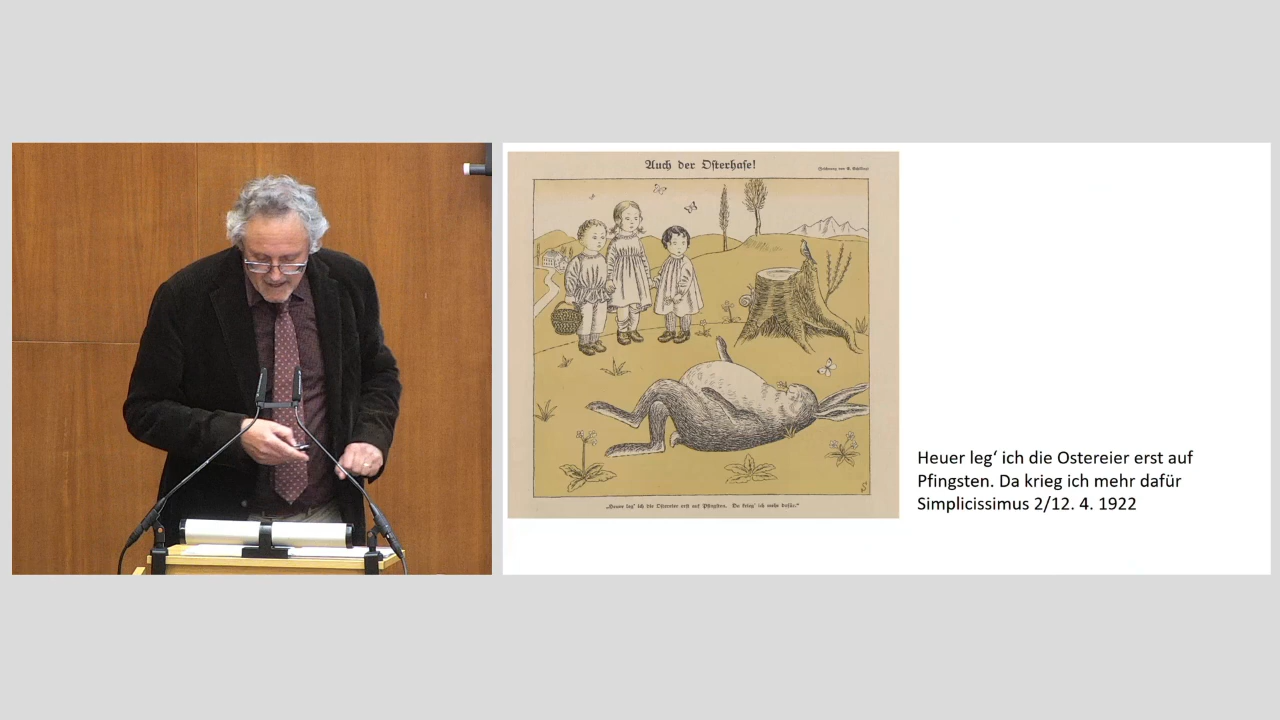 Auch der Osterhase!
„Heuer leg' ich die Ostereier erst auf Pfingsten. Da krieg' ich mehr dafür."
Heuer leg‘ ich die Ostereier erst auf
Pfingsten. Da krieg ich mehr dafür
Simplicissimus 2/12. 4. 1922